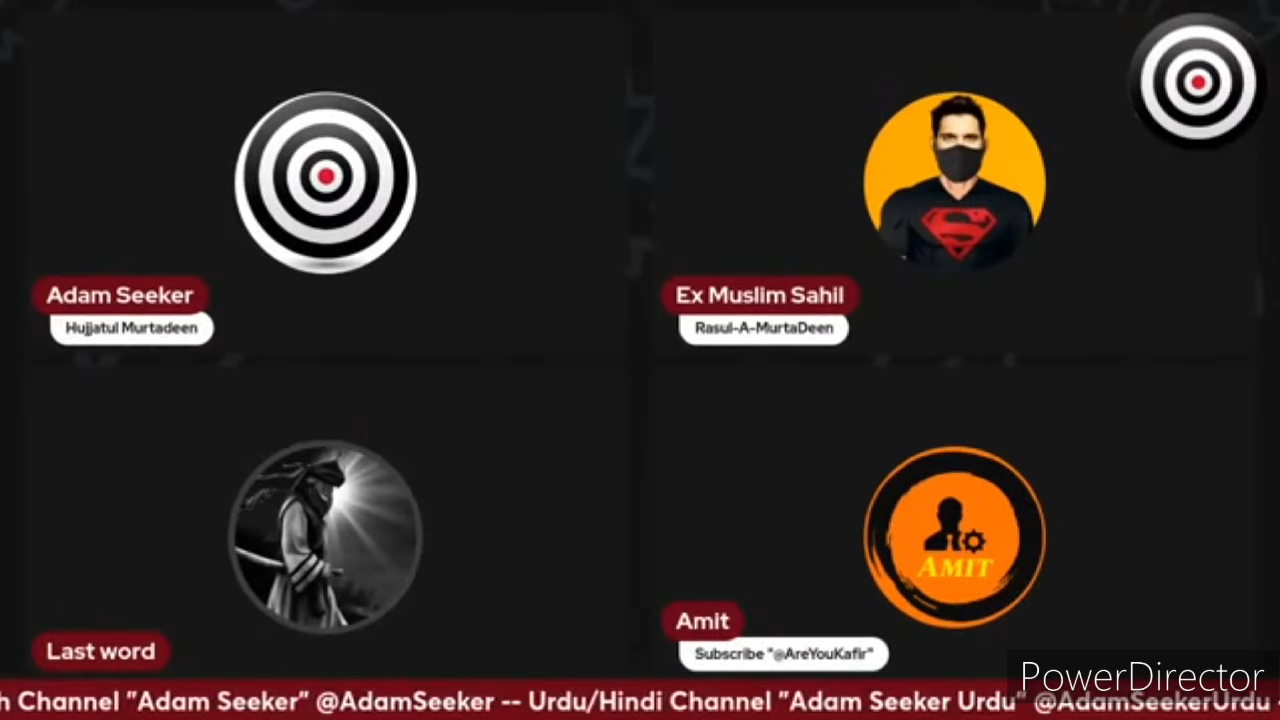 Adam Seeker
Hujjatul Murtadeen
Ex Muslim Sahil
Rasul-A-MurtaDeen
AMIT
Last word
Amit
Subscribe "@AreYouKafir"
PowerDirector
h Channel "Adam Seeker" @AdamSeeker -- Urdu/Hindi Channel "Adam Seeker Urdu" @AdamSeekerUrdu